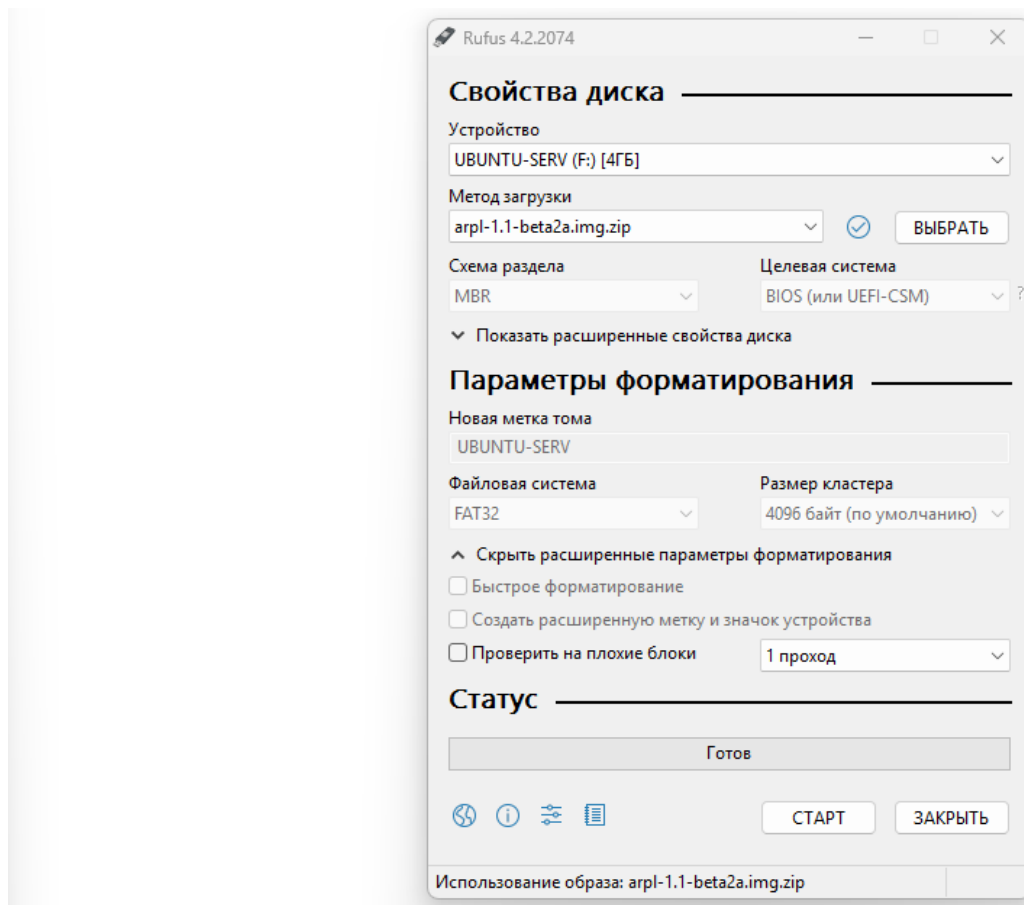 Rufus 4.2.2074
Свойства диска
Устройство
UBUNTU-SERV (F:) [4ГБ]
Метод загрузки
arpl-1.1-beta2a.img.zip
ВЫБРАТЬ
Схема раздела Целевая система
MBR BIOS (или UEFI-CSM) ?
Показать расширенные свойства диска
Параметры форматирования
Новая метка тома
UBUNTU-SERV
Файловая система Размер кластера
FAT32 4096 байт (по умолчанию)
Скрыть расширенные параметры форматирования
Быстрое форматирование
Создать расширенную метку и значок устройства
Проверить на плохие блоки 1 проход
Статус
Готов
СТАРТ ЗАКРЫТЬ
Использование образа: arpl-1.1-beta2a.img.zip